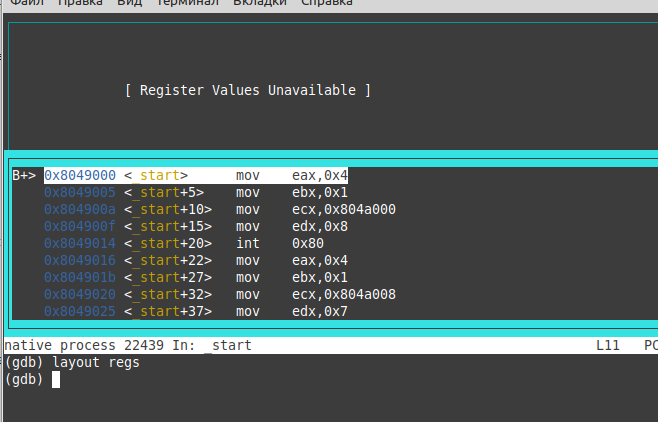 Файл Правка Вид Терминал Вкладки Справка
[ Register Values Unavailable ]
B+> 0x8049000 <_start> mov eax,0x4
0x8049005 <_start+5> mov ebx,0x1
0x804900a <_start+10> mov ecx,0x804a000
0x804900f <_start+15> mov edx,0x8
0x8049014 <_start+20> int 0x80
0x8049016 <_start+22> mov eax,0x4
0x804901b <_start+27> mov ebx,0x1
0x8049020 <_start+32> mov ecx,0x804a008
0x8049025 <_start+37> mov edx,0x7
native process 22439 In: _start L11 PC
(gdb) layout regs
(gdb)